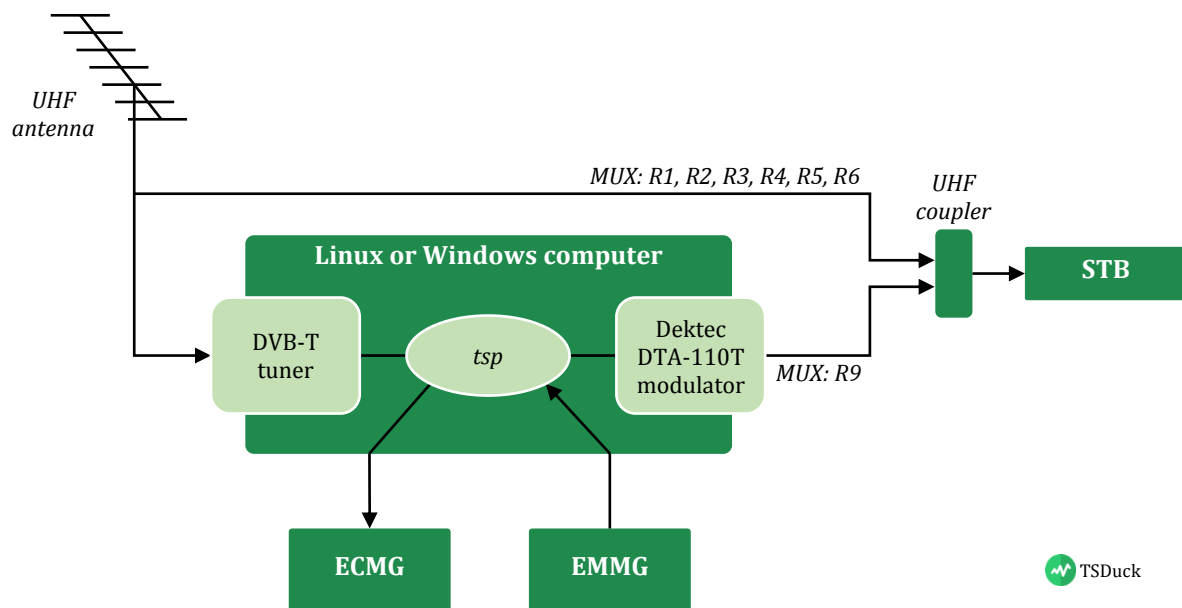 UHF
antenna
MUX: R1, R2, R3, R4, R5, R6
UHF
coupler
Linux or Windows computer
STB
DVB-T
tuner
tsp
Dektec
DTA-110T
modulator
MUX: R9
ECMG
EMMG
TSDuck